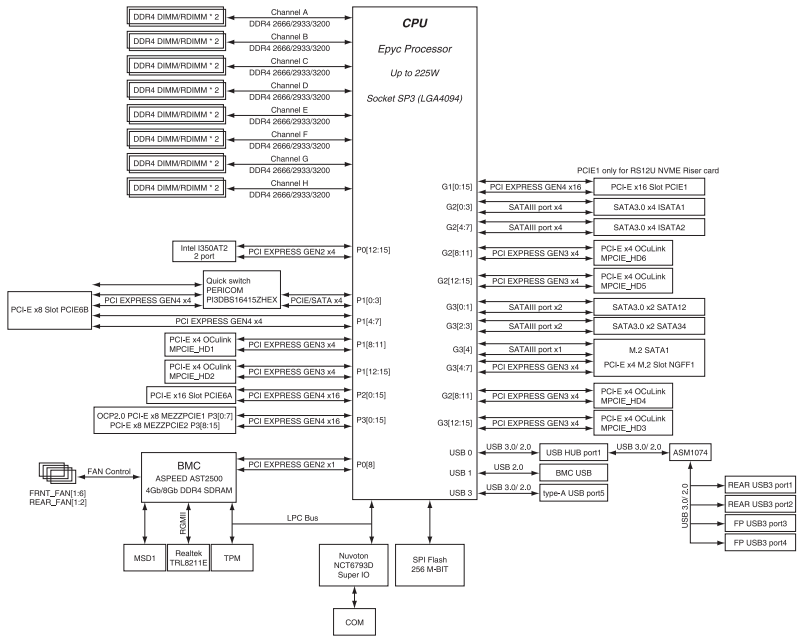 CPU
Epyc Processor
Up to 225W
Socket SP3 (LGA4094)
DDR4 DIMM/RDIMM * 2
Channel A
DDR4 2666/2933/3200
DDR4 DIMM/RDIMM * 2
Channel B
DDR4 2666/2933/3200
DDR4 DIMM/RDIMM * 2
Channel C
DDR4 2666/2933/3200
DDR4 DIMM/RDIMM * 2
Channel D
DDR4 2666/2933/3200
DDR4 DIMM/RDIMM * 2
Channel E
DDR4 2666/2933/3200
DDR4 DIMM/RDIMM * 2
Channel F
DDR4 2666/2933/3200
DDR4 DIMM/RDIMM * 2
Channel G
DDR4 2666/2933/3200
DDR4 DIMM/RDIMM * 2
Channel H
DDR4 2666/2933/3200
Intel I350AT2
2 port
PCI EXPRESS GEN2 x4
P0[12:15]
PCI-E x8 Slot PCIE6B
PCI EXPRESS GEN4 x4
Quick switch
PERICOM
PI3DBS16415ZHEX
PCIE/SATA x4
P1[0:3]
PCI EXPRESS GEN4 x4
P1[4:7]
PCI-E x4 OCulink
MPCIE_HD1
PCI EXPRESS GEN3 x4
P1[8:11]
PCI-E x4 OCulink
MPCIE_HD2
PCI EXPRESS GEN3 x4
P1[12:15]
PCI-E x16 Slot PCIE6A
PCI EXPRESS GEN4 x16
P2[0:15]
OCP2.0 PCI-E x8 MEZZPCIE1 P3[0:7]
PCI-E x8 MEZZPCIE2 P3[8:15]
PCI EXPRESS GEN4 x16
P3[0:15]
FRNT_FAN[1:6]
REAR_FAN[1:2]
FAN Control
BMC
ASPEED AST2500
4Gb/8Gb DDR4 SDRAM
PCI EXPRESS GEN2 x1
P0[8]
RGMII
LPC Bus
MSD1
Realtek
TRL8211E
TPM
Nuvoton
NCT6793D
Super IO
COM
SPI Flash
256 M-BIT
PCIE1 only for RS12U NVME Riser card
G1[0:15]
PCI EXPRESS GEN4 x16
PCI-E x16 Slot PCIE1
G2[0:3]
SATAIII port x4
SATA3.0 x4 ISATA1
G2[4:7]
SATAIII port x4
SATA3.0 x4 ISATA2
G2[8:11]
PCI EXPRESS GEN3 x4
PCI-E x4 OCuLink
MPCIE_HD6
G2[12:15]
PCI EXPRESS GEN3 x4
PCI-E x4 OCuLink
MPCIE_HD5
G3[0:1]
SATAIII port x2
SATA3.0 x2 SATA12
G3[2:3]
SATAIII port x2
SATA3.0 x2 SATA34
G3[4]
SATAIII port x1
M.2 SATA1
G3[4:7]
PCI EXPRESS GEN3 x4
PCI-E x4 M.2 Slot NGFF1
G2[8:11]
PCI EXPRESS GEN3 x4
PCI-E x4 OCuLink
MPCIE_HD4
G3[12:15]
PCI EXPRESS GEN3 x4
PCI-E x4 OCuLink
MPCIE_HD3
USB 0
USB 3.0/ 2.0
USB HUB port1
USB 3.0/ 2.0
ASM1074
USB 1
USB 2.0
BMC USB
USB 3
USB 3.0/ 2.0
type-A USB port5
USB 3.0/ 2.0
REAR USB3 port1
REAR USB3 port2
FP USB3 port3
FP USB3 port4